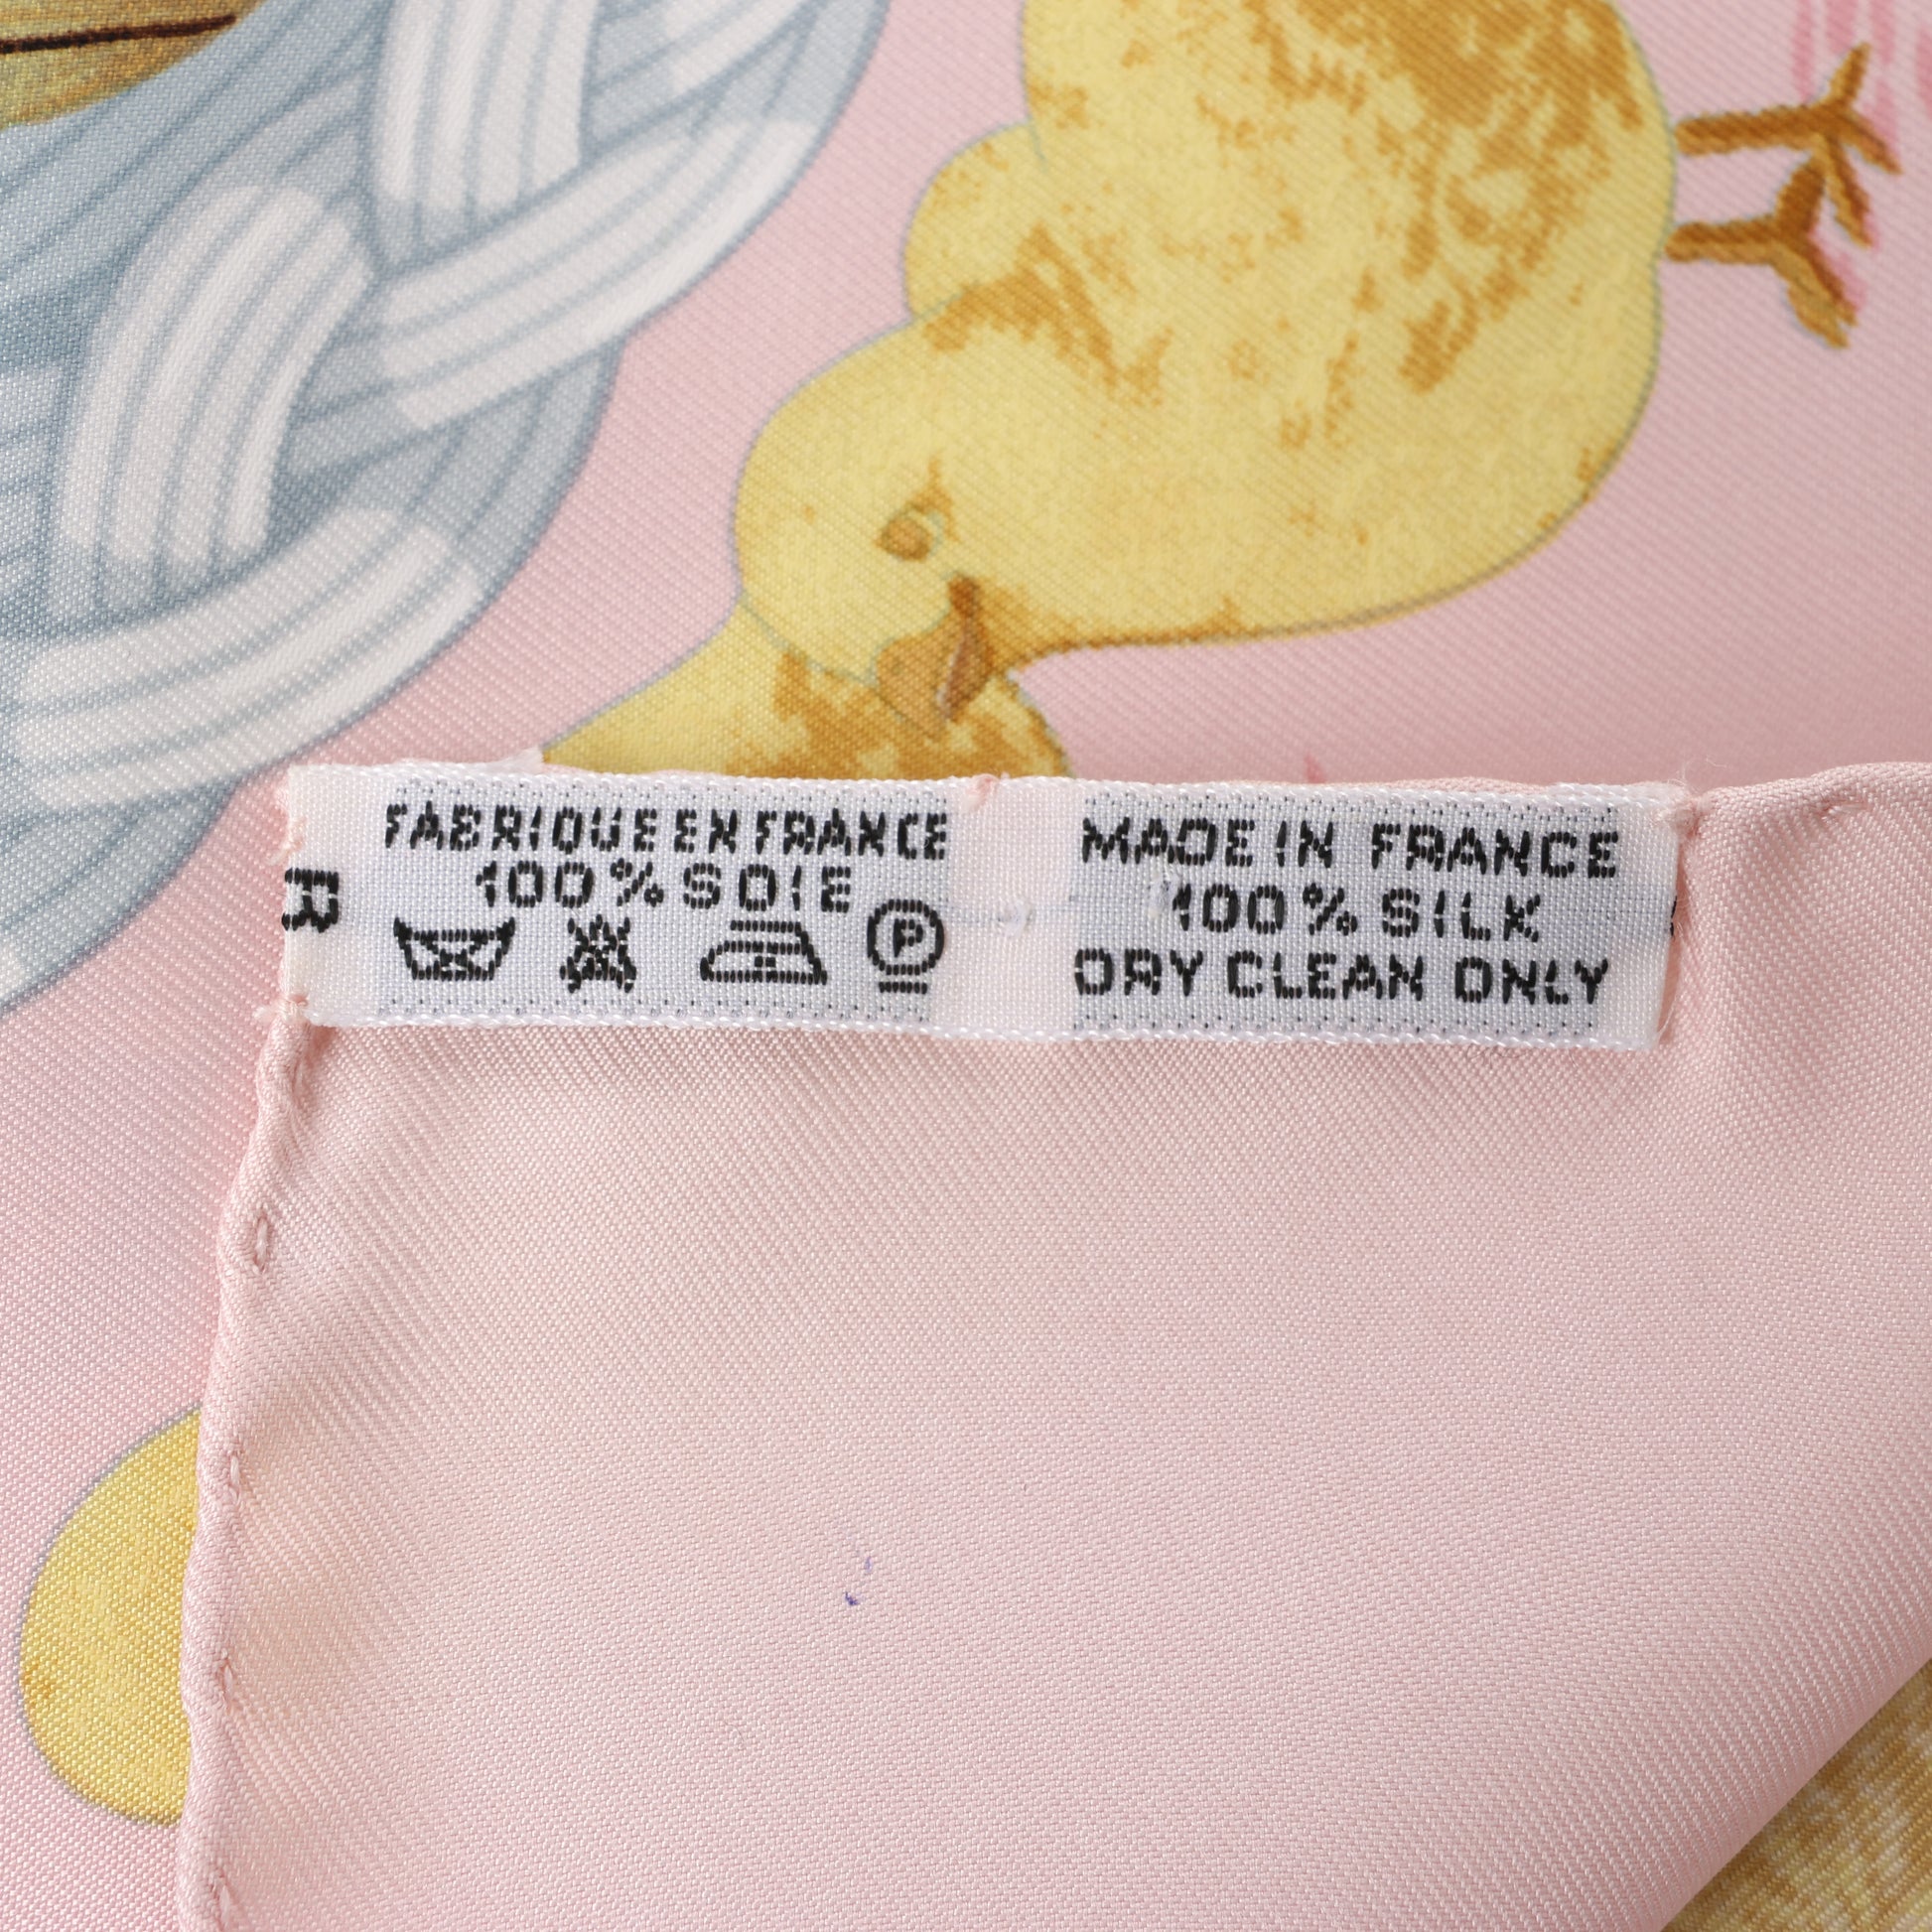 FABRIQUE EN FRANCE
100% SOIE
R
P
MADE IN FRANCE
100% SILK
DRY CLEAN ONLY